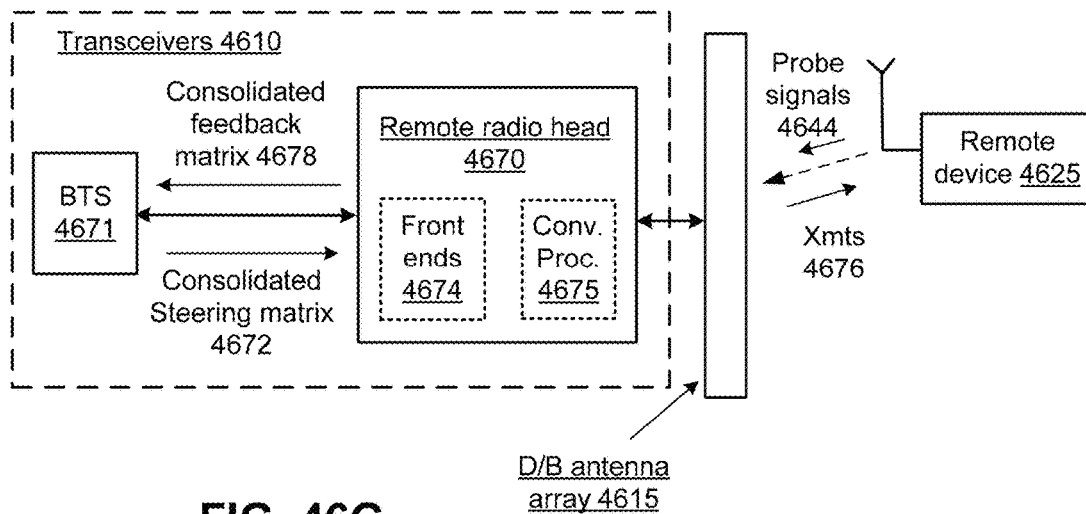 Transceivers 4610
Consolidated
feedback
matrix 4678
BTS
4671
Consolidated
Steering matrix
4672
Remote radio head
4670
Front
ends
4674
Conv.
Proc.
4675
Probe
signals
4644
Remote
device 4625
Xmts
4676
D/B antenna
array 4615
FIG.